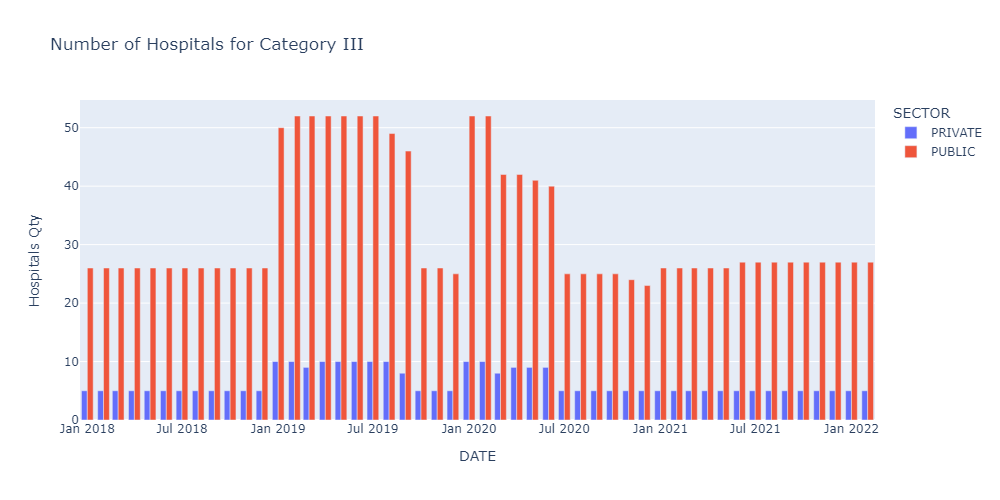 Number of Hospitals for Category III
SECTOR
PRIVATE
PUBLIC
Hospitals Qty
50
40
30
20
10
0
Jan 2018
Jul 2018
Jan 2019
Jul 2019
Jan 2020
Jul 2020
Jan 2021
Jul 2021
Jan 2022
DATE